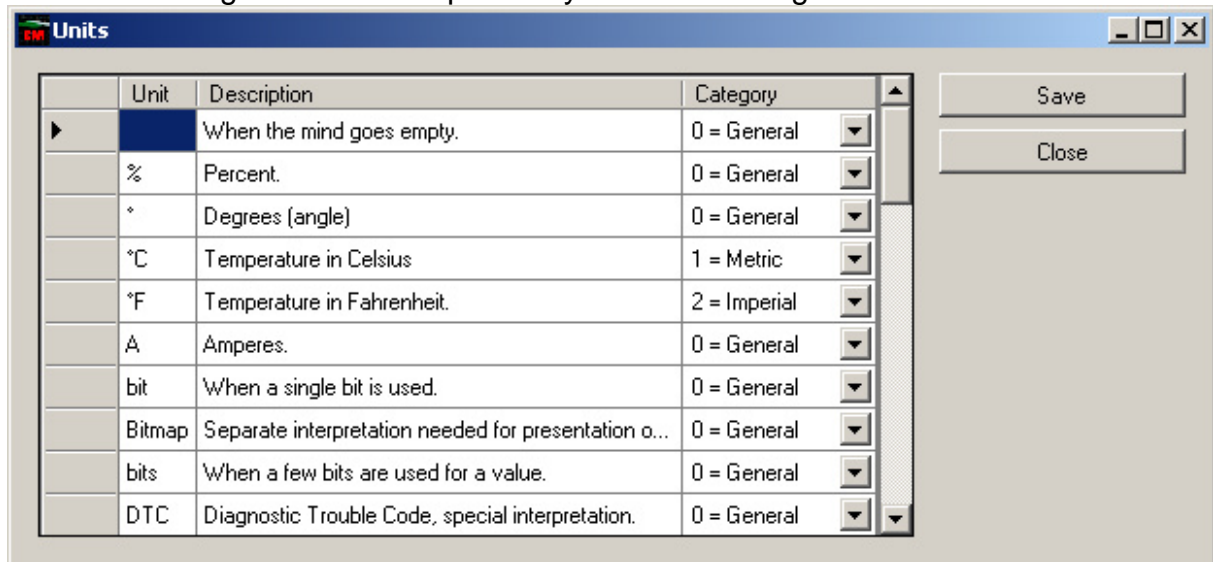 BM Units
Unit Description Category
When the mind goes empty. 0 = General
% Percent. 0 = General
° Degrees (angle) 0 = General
°C Temperature in Celsius 1 = Metric
°F Temperature in Fahrenheit. 2 = Imperial
A Amperes. 0 = General
bit When a single bit is used. 0 = General
Bitmap Separate interpretation needed for presentation o... 0 = General
bits When a few bits are used for a value. 0 = General
DTC Diagnostic Trouble Code, special interpretation. 0 = General
Save
Close